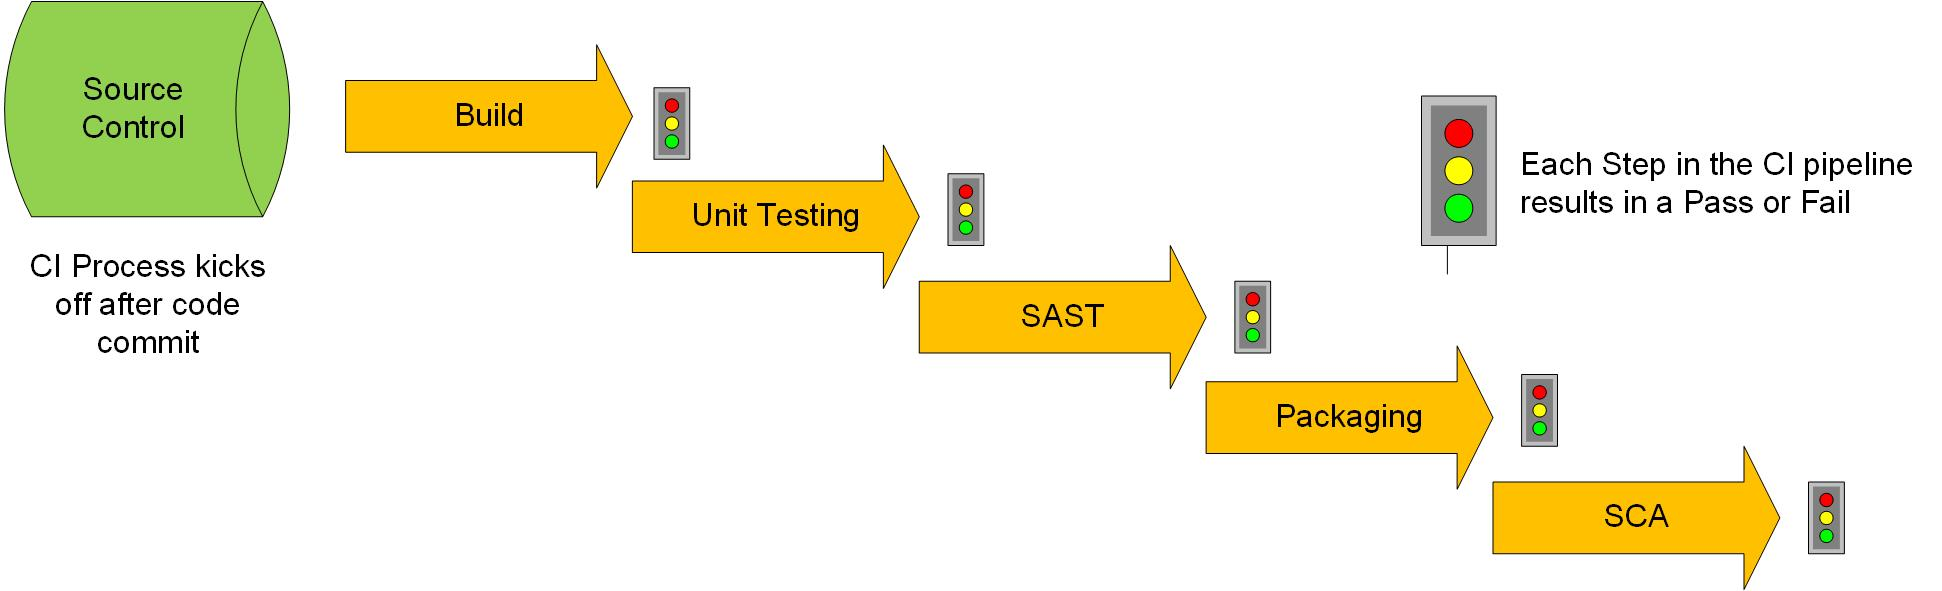 Source
Control
CI Process kicks
off after code
commit
Build
Unit Testing
SAST
Packaging
SCA
Each Step in the CI pipeline
results in a Pass or Fail